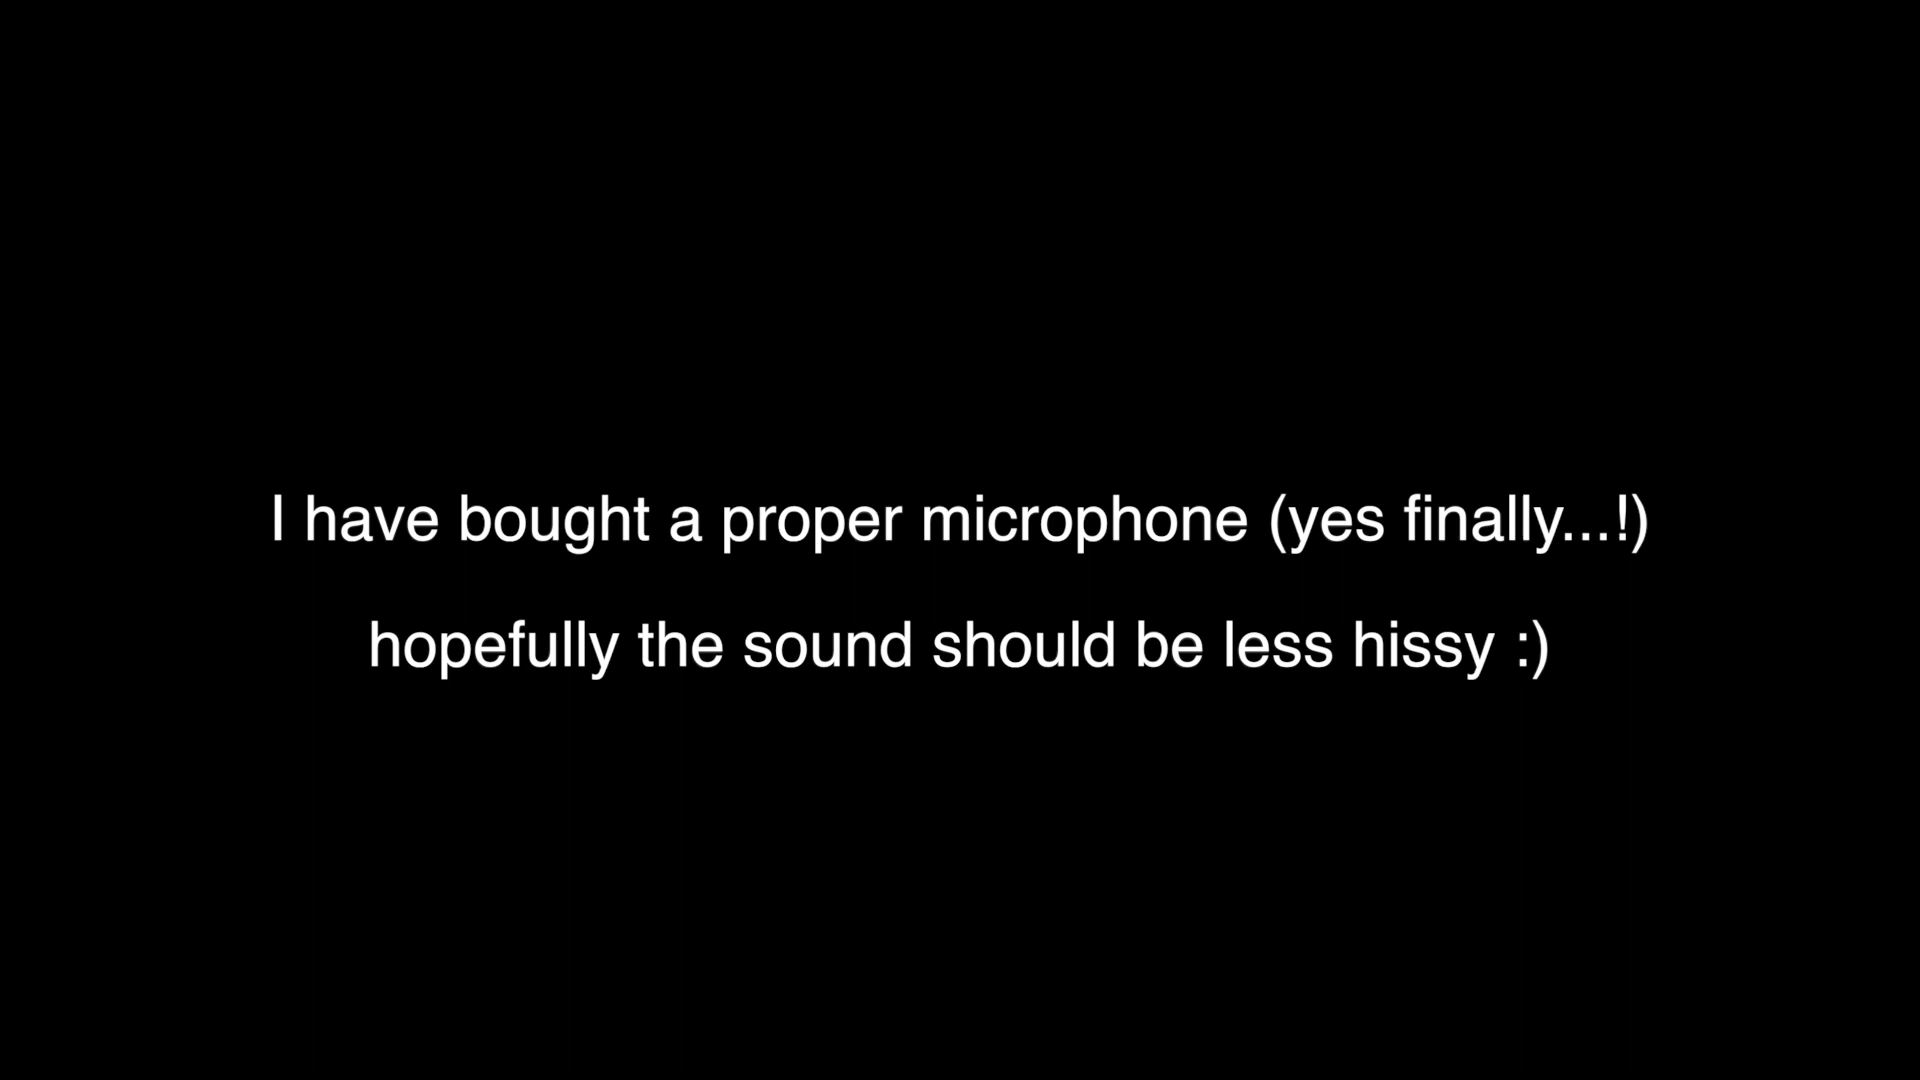 I have bought a proper microphone (yes finally...!)
hopefully the sound should be less hissy :)